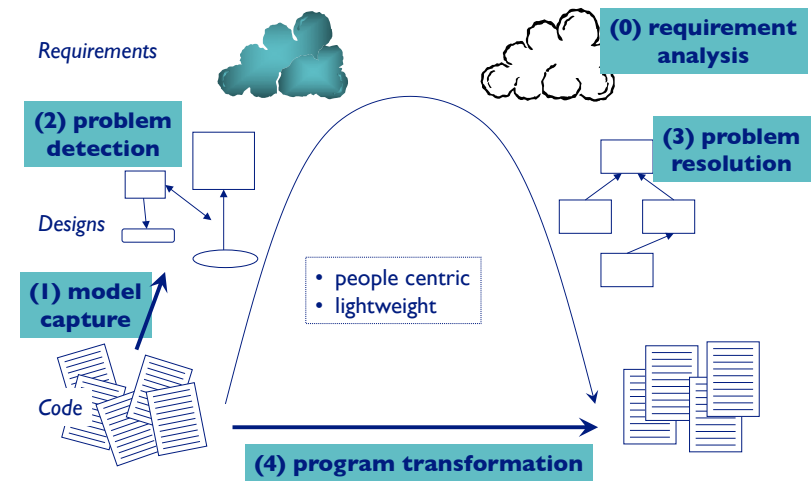 Requirements
(0) requirement
analysis
(2) problem
detection
(3) problem
resolution
Designs
• people centric
• lightweight
(1) model
capture
Code
(4) program transformation